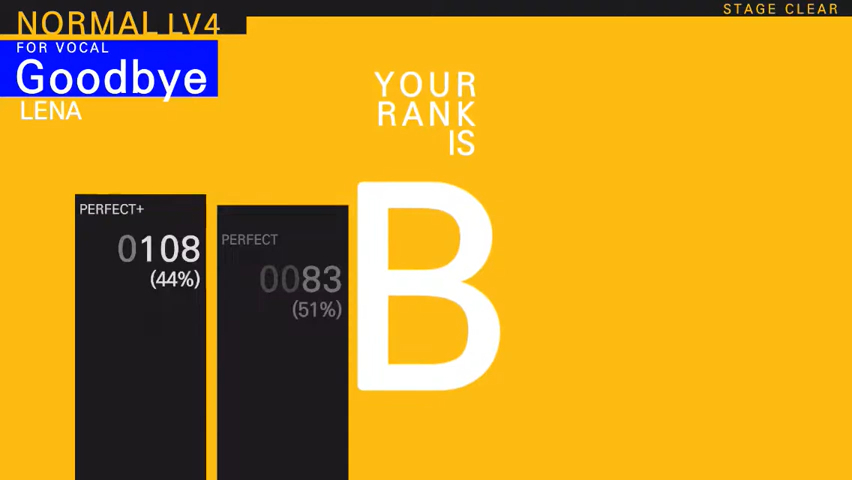 NORMAL LV4
STAGE CLEAR
FOR VOCAL
Goodbye
LENA
YOUR
RANK
IS
B
PERFECT+
0108
(44%)
PERFECT
0083
(51%)